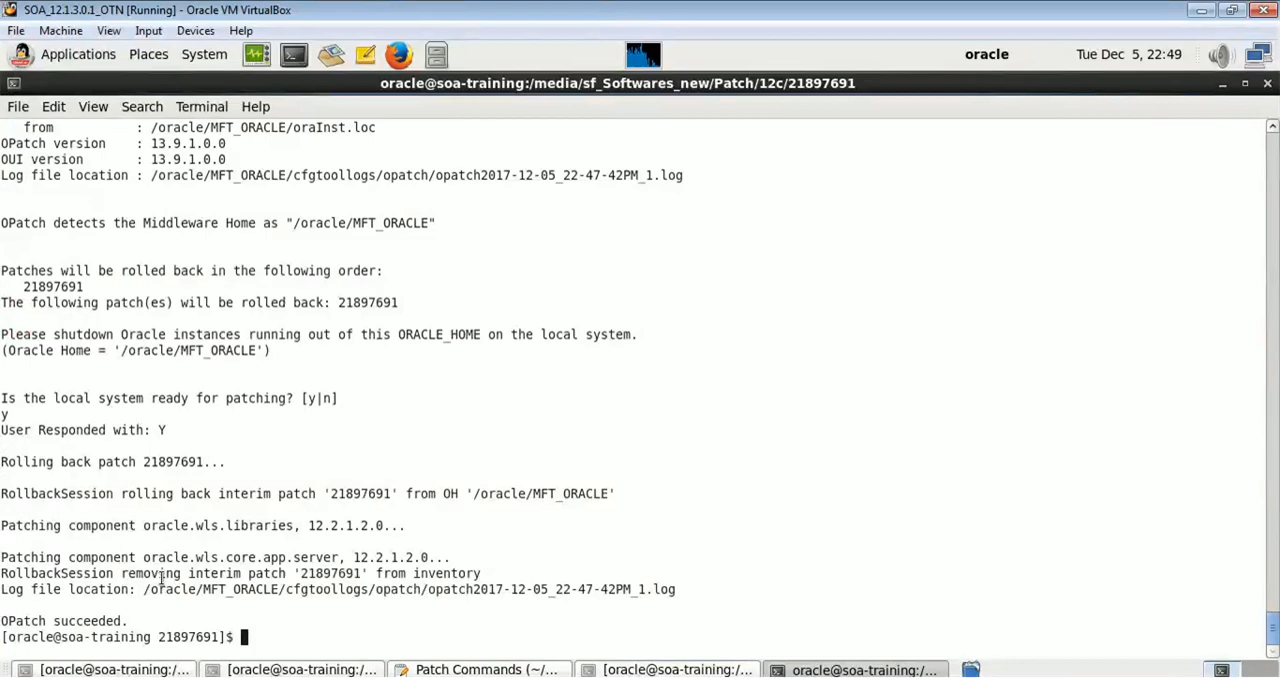 SOA_12.1.3.0.1_OTN [Running] - Oracle VM VirtualBox
File Machine View Input Devices Help
Applications Places System oracle Tue Dec 5, 22:49
oracle@soa-training:/media/sf_Softwares_new/Patch/12c/21897691
File Edit View Search Terminal Help
from : /oracle/MFT_ORACLE/oraInst.loc
OPatch version : 13.9.1.0.0
OUI version : 13.9.1.0.0
Log file location : /oracle/MFT_ORACLE/cfgtoollogs/opatch/opatch2017-12-05_22-47-42PM_1.log
OPatch detects the Middleware Home as "/oracle/MFT_ORACLE"
Patches will be rolled back in the following order:
21897691
The following patch(es) will be rolled back: 21897691
Please shutdown Oracle instances running out of this ORACLE_HOME on the local system.
(Oracle Home = '/oracle/MFT_ORACLE')
Is the local system ready for patching? [y|n]
y
User Responded with: Y
Rolling back patch 21897691...
RollbackSession rolling back interim patch '21897691' from OH '/oracle/MFT_ORACLE'
Patching component oracle.wls.libraries, 12.2.1.2.0...
Patching component oracle.wls.core.app.server, 12.2.1.2.0...
RollbackSession removing interim patch '21897691' from inventory
Log file location: /oracle/MFT_ORACLE/cfgtoollogs/opatch/opatch2017-12-05_22-47-42PM_1.log
OPatch succeeded.
[oracle@soa-training 21897691]$
[oracle@soa-training:/... [oracle@soa-training:/... Patch Commands (~/... [oracle@soa-training:/... oracle@soa-training:/...